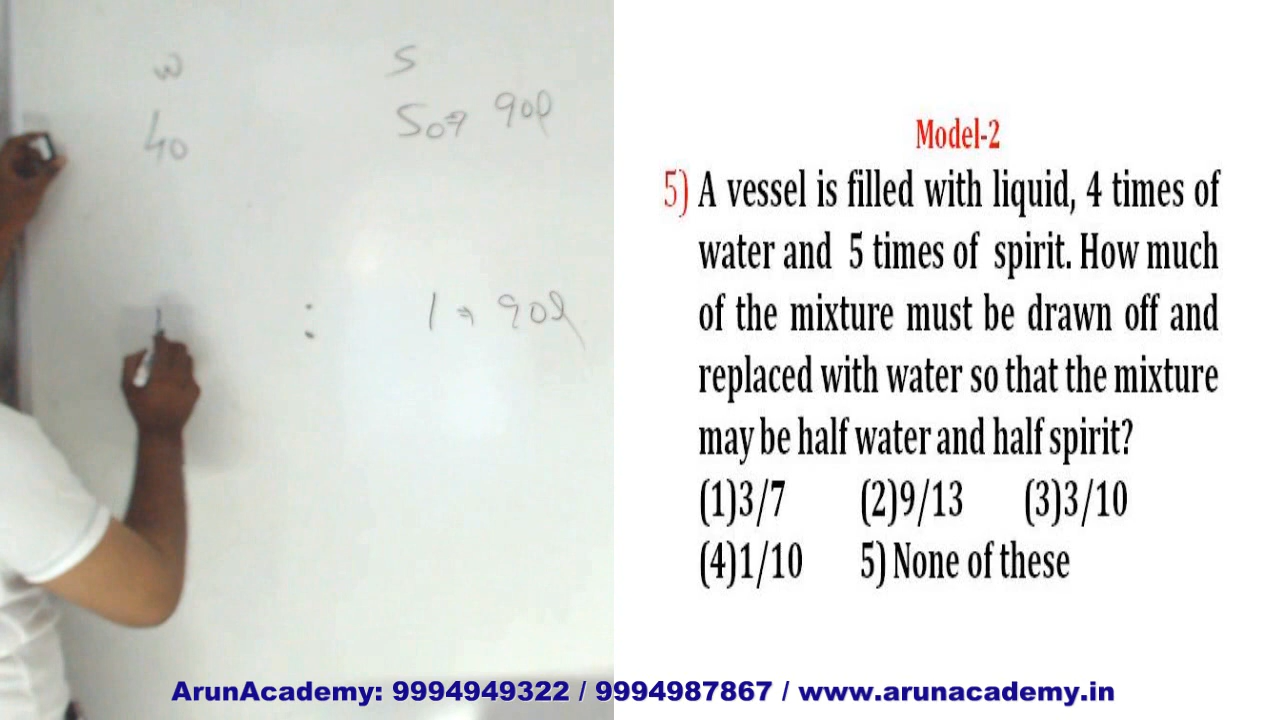 w S
40 50⇒ 90l
: 1 ⇒ 90l
Model-2
5) A vessel is filled with liquid, 4 times of
water and 5 times of spirit. How much
of the mixture must be drawn off and
replaced with water so that the mixture
may be half water and half spirit?
(1)3/7 (2)9/13 (3)3/10
(4)1/10 5) None of these
ArunAcademy: 9994949322 / 9994987867 / www.arunacademy.in